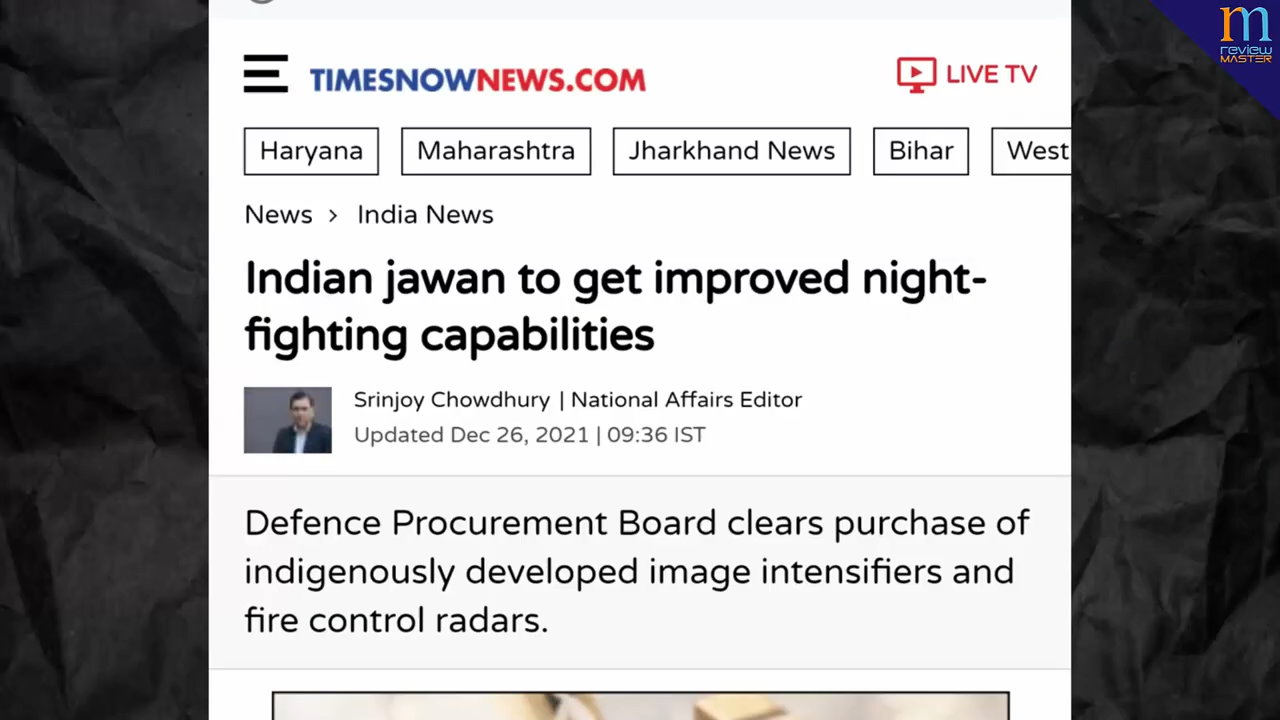 m
review
MASTER
TIMESNOWNEWS.COM
LIVE TV
Haryana
Maharashtra
Jharkhand News
Bihar
West
News > India News
Indian jawan to get improved night-
fighting capabilities
Srinjoy Chowdhury | National Affairs Editor
Updated Dec 26, 2021 | 09:36 IST
Defence Procurement Board clears purchase of
indigenously developed image intensifiers and
fire control radars.